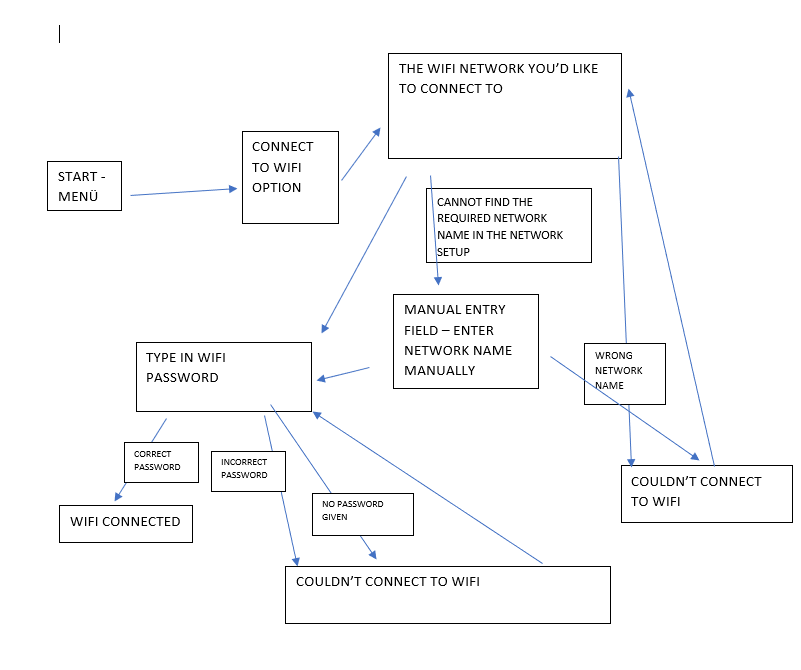 THE WIFI NETWORK YOU'D LIKE
TO CONNECT TO
CONNECT
TO WIFI
OPTION
START -
MENÜ
CANNOT FIND THE
REQUIRED NETWORK
NAME IN THE NETWORK
SETUP
MANUAL ENTRY
FIELD – ENTER
NETWORK NAME
MANUALLY
TYPE IN WIFI
PASSWORD
WRONG
NETWORK
NAME
CORRECT
PASSWORD
INCORRECT
PASSWORD
NO PASSWORD
GIVEN
COULDN'T CONNECT
TO WIFI
WIFI CONNECTED
COULDN'T CONNECT TO WIFI